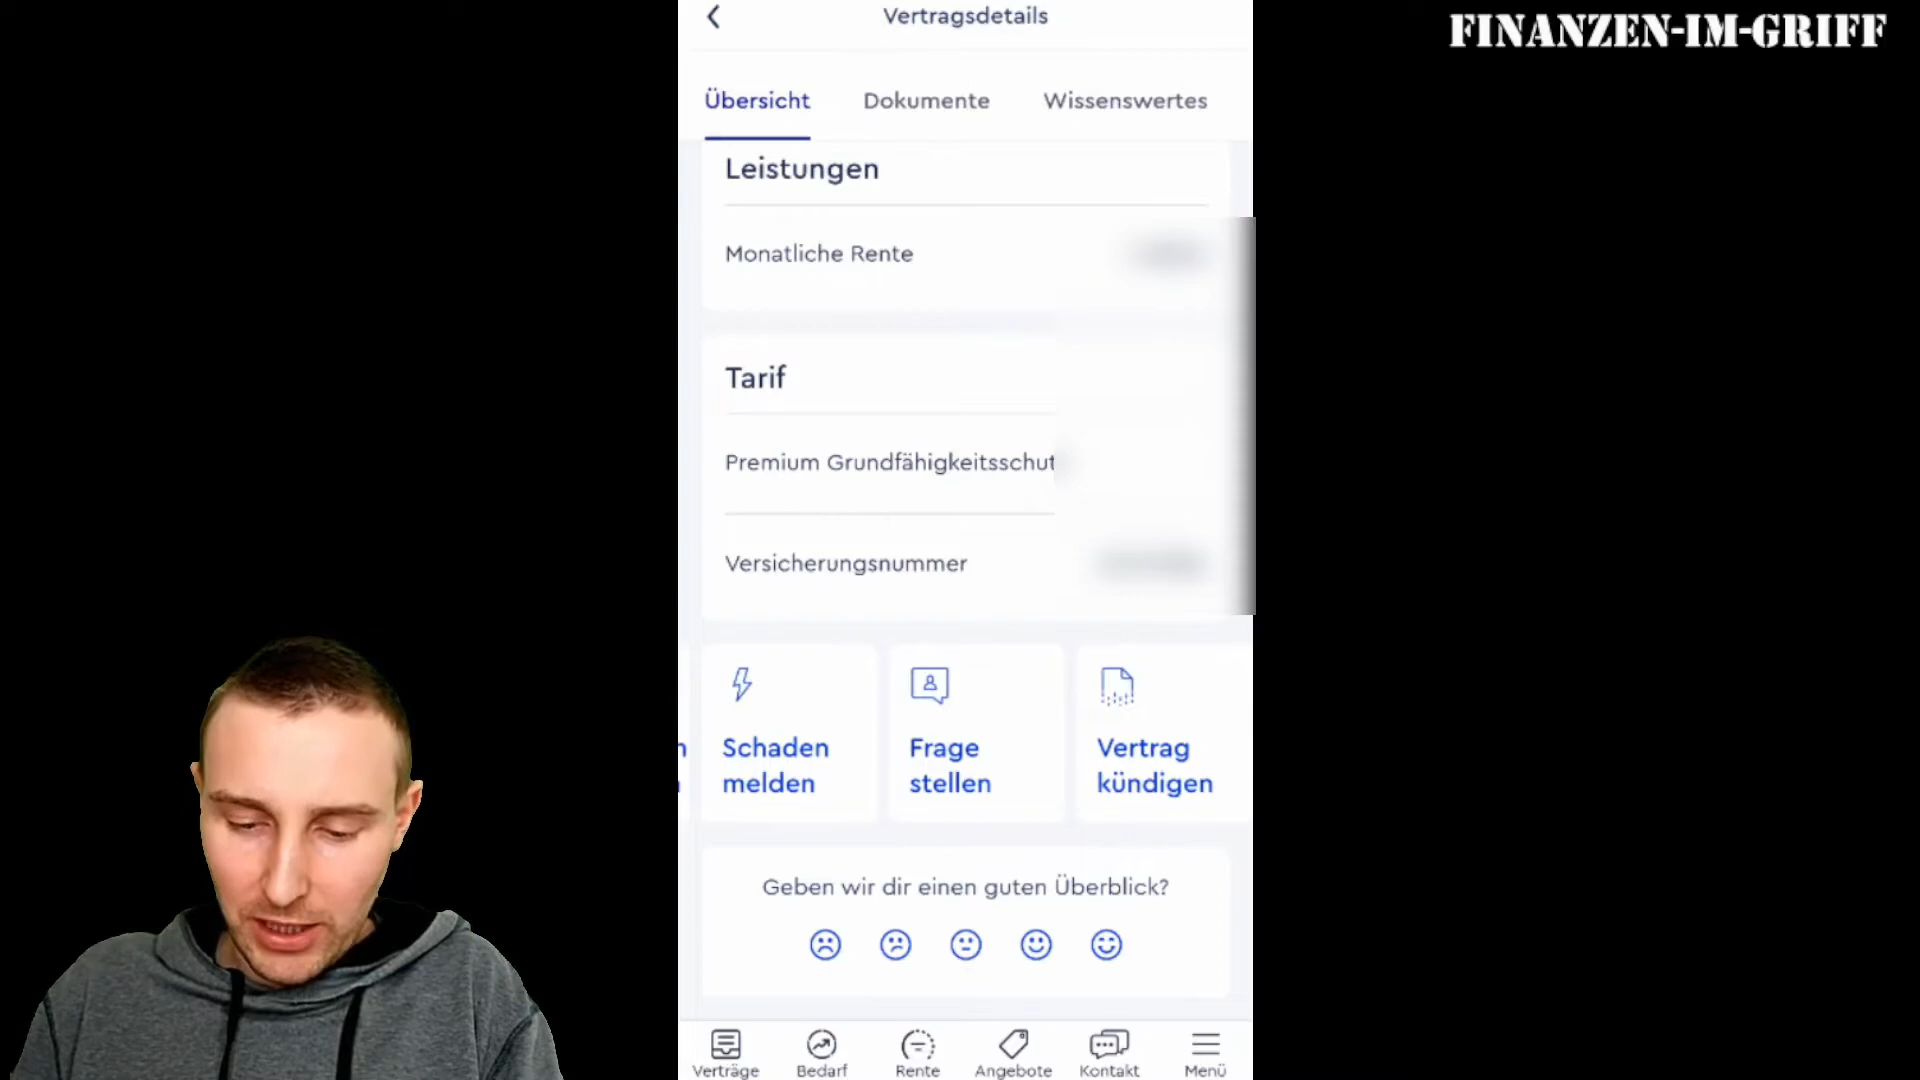 Vertragsdetails
FINANZEN-IM-GRIFF
Übersicht Dokumente Wissenswertes
Leistungen
Monatliche Rente
Tarif
Premium Grundfähigkeitsschut
Versicherungsnummer
Schaden melden
Frage stellen
Vertrag kündigen
Geben wir dir einen guten Überblick?
Verträge Bedarf Rente Angebote Kontakt Menü